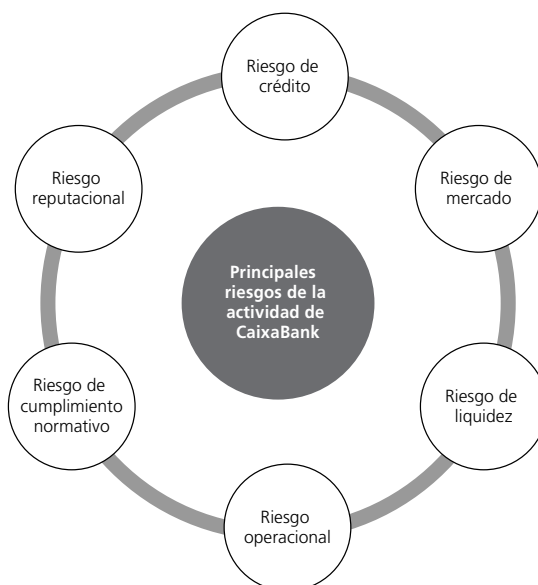 Riesgo de
crédito
Riesgo
reputacional
Riesgo de
mercado
Principales
riesgos de la
actividad de
CaixaBank
Riesgo de
cumplimiento
normativo
Riesgo de
liquidez
Riesgo
operacional